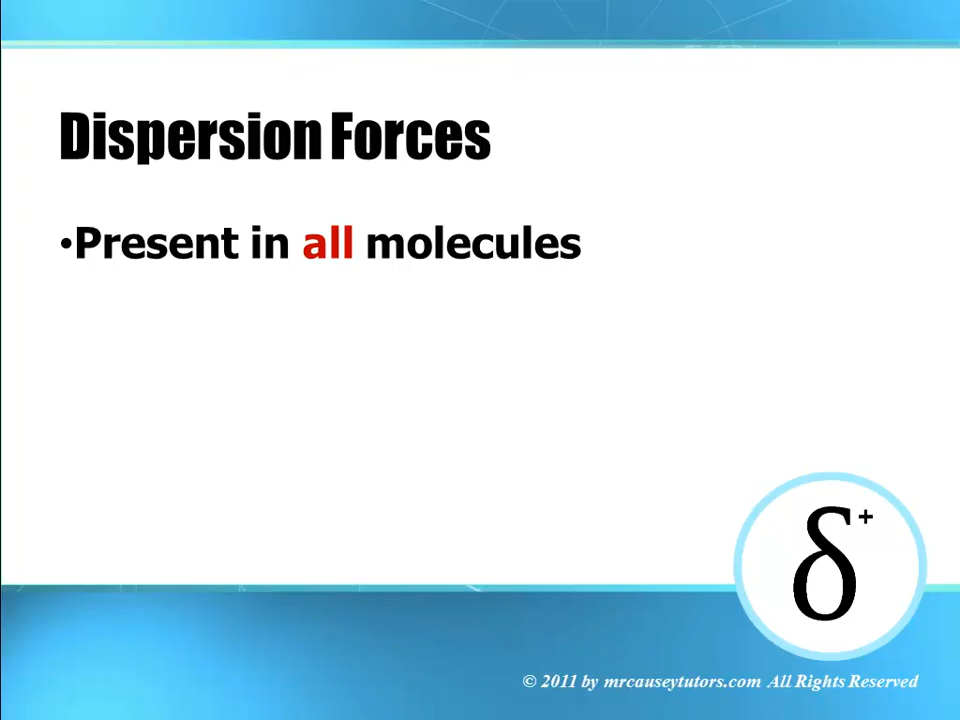 Dispersion Forces
•Present in all molecules
δ+
© 2011 by mrcauseytutors.com All Rights Reserved